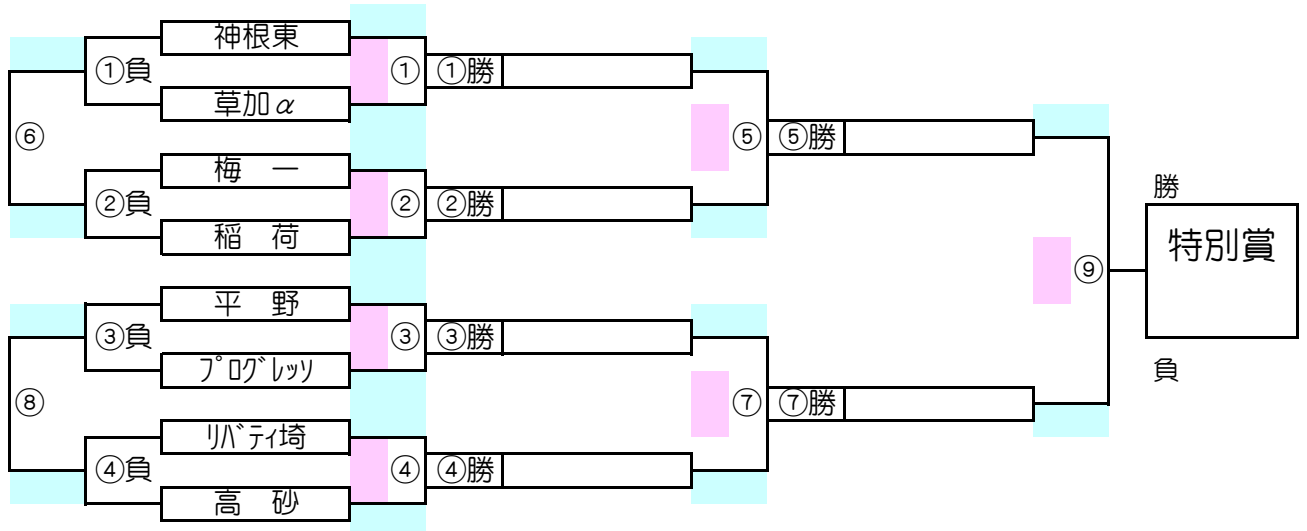 神根東
①負 ① ①勝
草加α
⑥ ⑤ ⑤勝
梅　一
②負 ② ②勝
稲　荷
勝
特別賞
⑨
平　野
③負 ③ ③勝
プログレッソ
負
⑧ ⑦ ⑦勝
リバティ埼
④負 ④ ④勝
高　砂